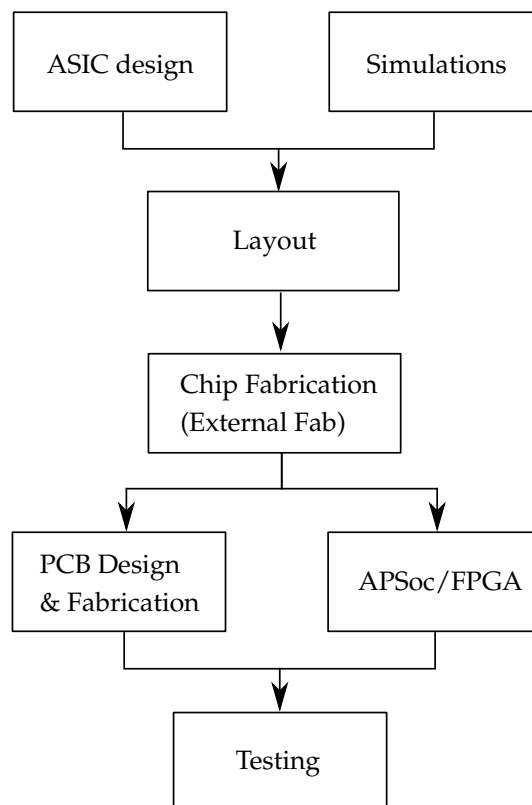 ASIC design
Simulations
Layout
Chip Fabrication
(External Fab)
PCB Design
& Fabrication
APSoc/FPGA
Testing